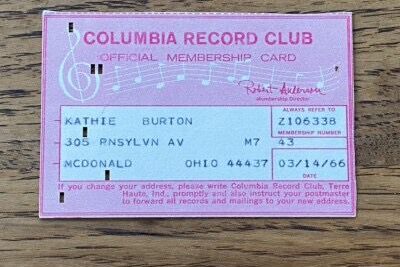 COLUMBIA RECORD CLUB
OFFICIAL MEMBERSHIP CARD
Robert Anderson
Membership Director
ALWAYS REFER TO
KATHIE BURTON Z106338
MEMBERSHIP NUMBER
305 PNSYLVN AV M7 43
MCDONALD OHIO 44437 03/14/66
DATE
If you change your address, please write Columbia Record Club, Terre
Haute, Ind., promptly and also instruct your postmaster
to forward all records and mailings to your new address.